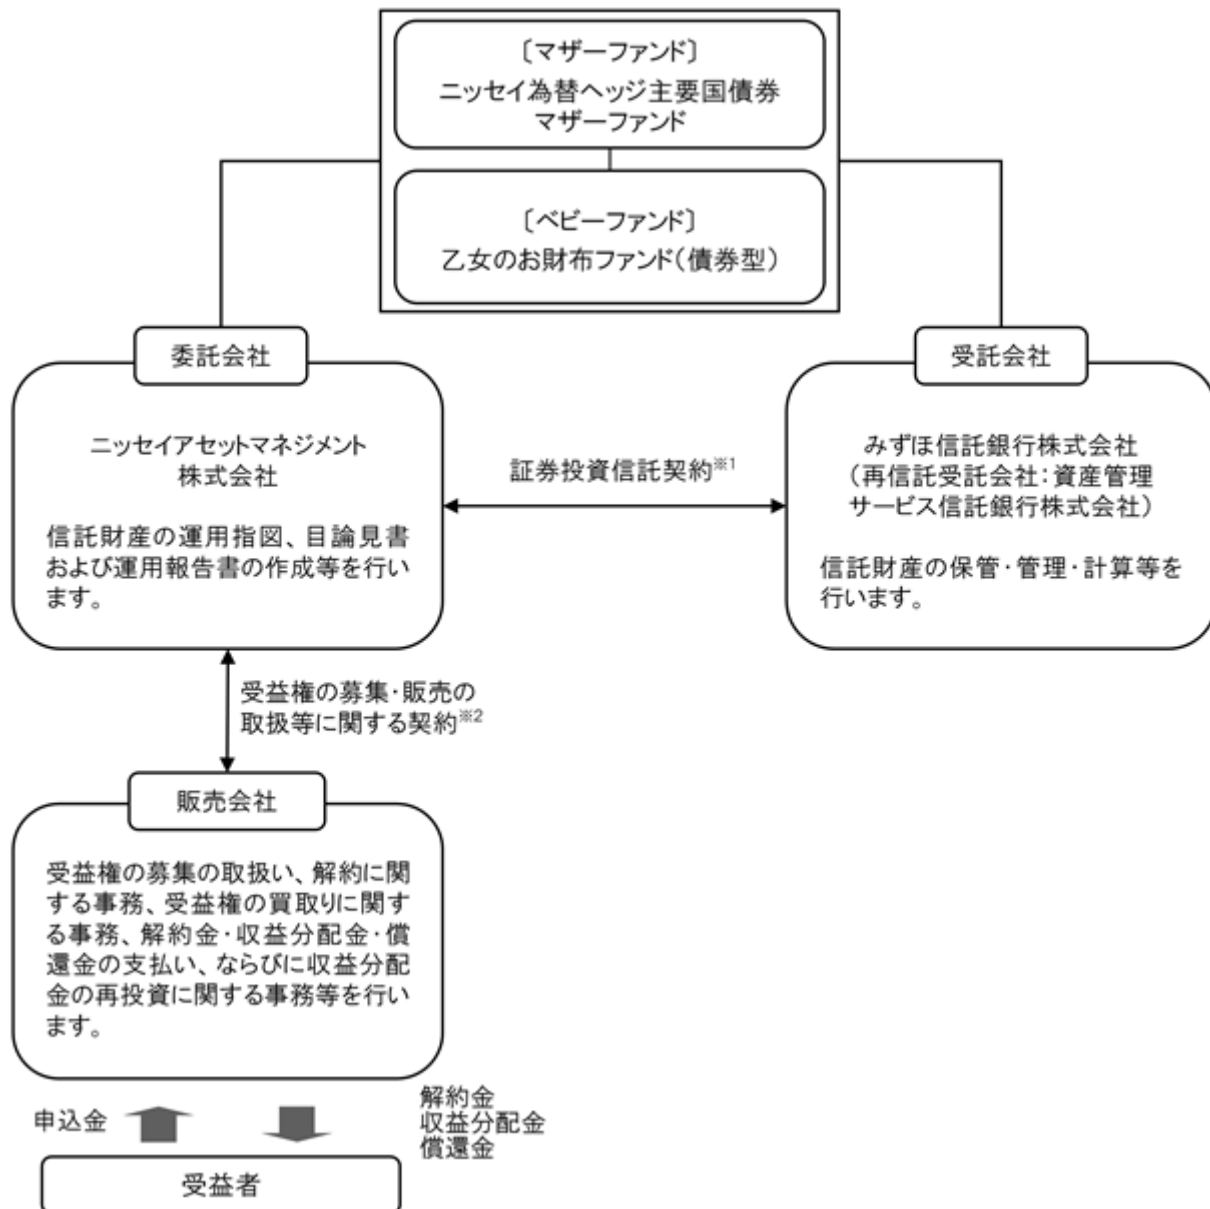 〔マザーファンド〕
ニッセイ為替ヘッジ主要国債券
マザーファンド
〔ベビーファンド〕
乙女のお財布ファンド（債券型）
委託会社
ニッセイアセットマネジメント
株式会社
信託財産の運用指図、目論見書
および運用報告書の作成等を行い
ます。
証券投資信託契約※1
受託会社
みずほ信託銀行株式会社
（再信託受託会社：資産管理
サービス信託銀行株式会社）
信託財産の保管・管理・計算等を
行います。
受益権の募集・販売の
取扱等に関する契約※2
販売会社
受益権の募集の取扱い、解約に関
する事務、受益権の買取りに関す
る事務、解約金・収益分配金・償
還金の支払い、ならびに収益分配
金の再投資に関する事務等を行い
ます。
申込金
解約金
収益分配金
償還金
受益者